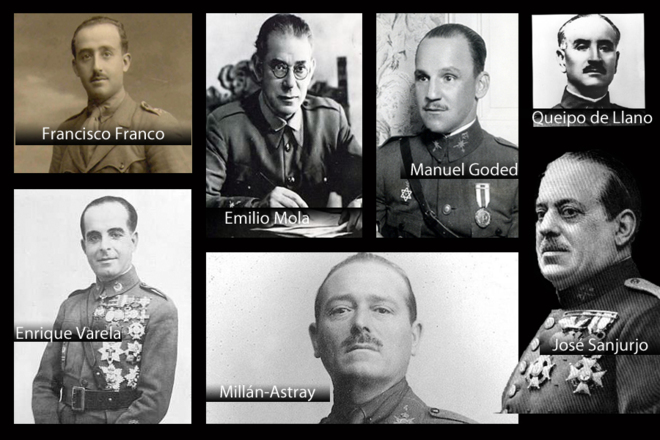 Francisco Franco
Emilio Mola
Manuel Goded
Queipo de Llano
Enrique Varela
Millán-Astray
José Sanjurjo